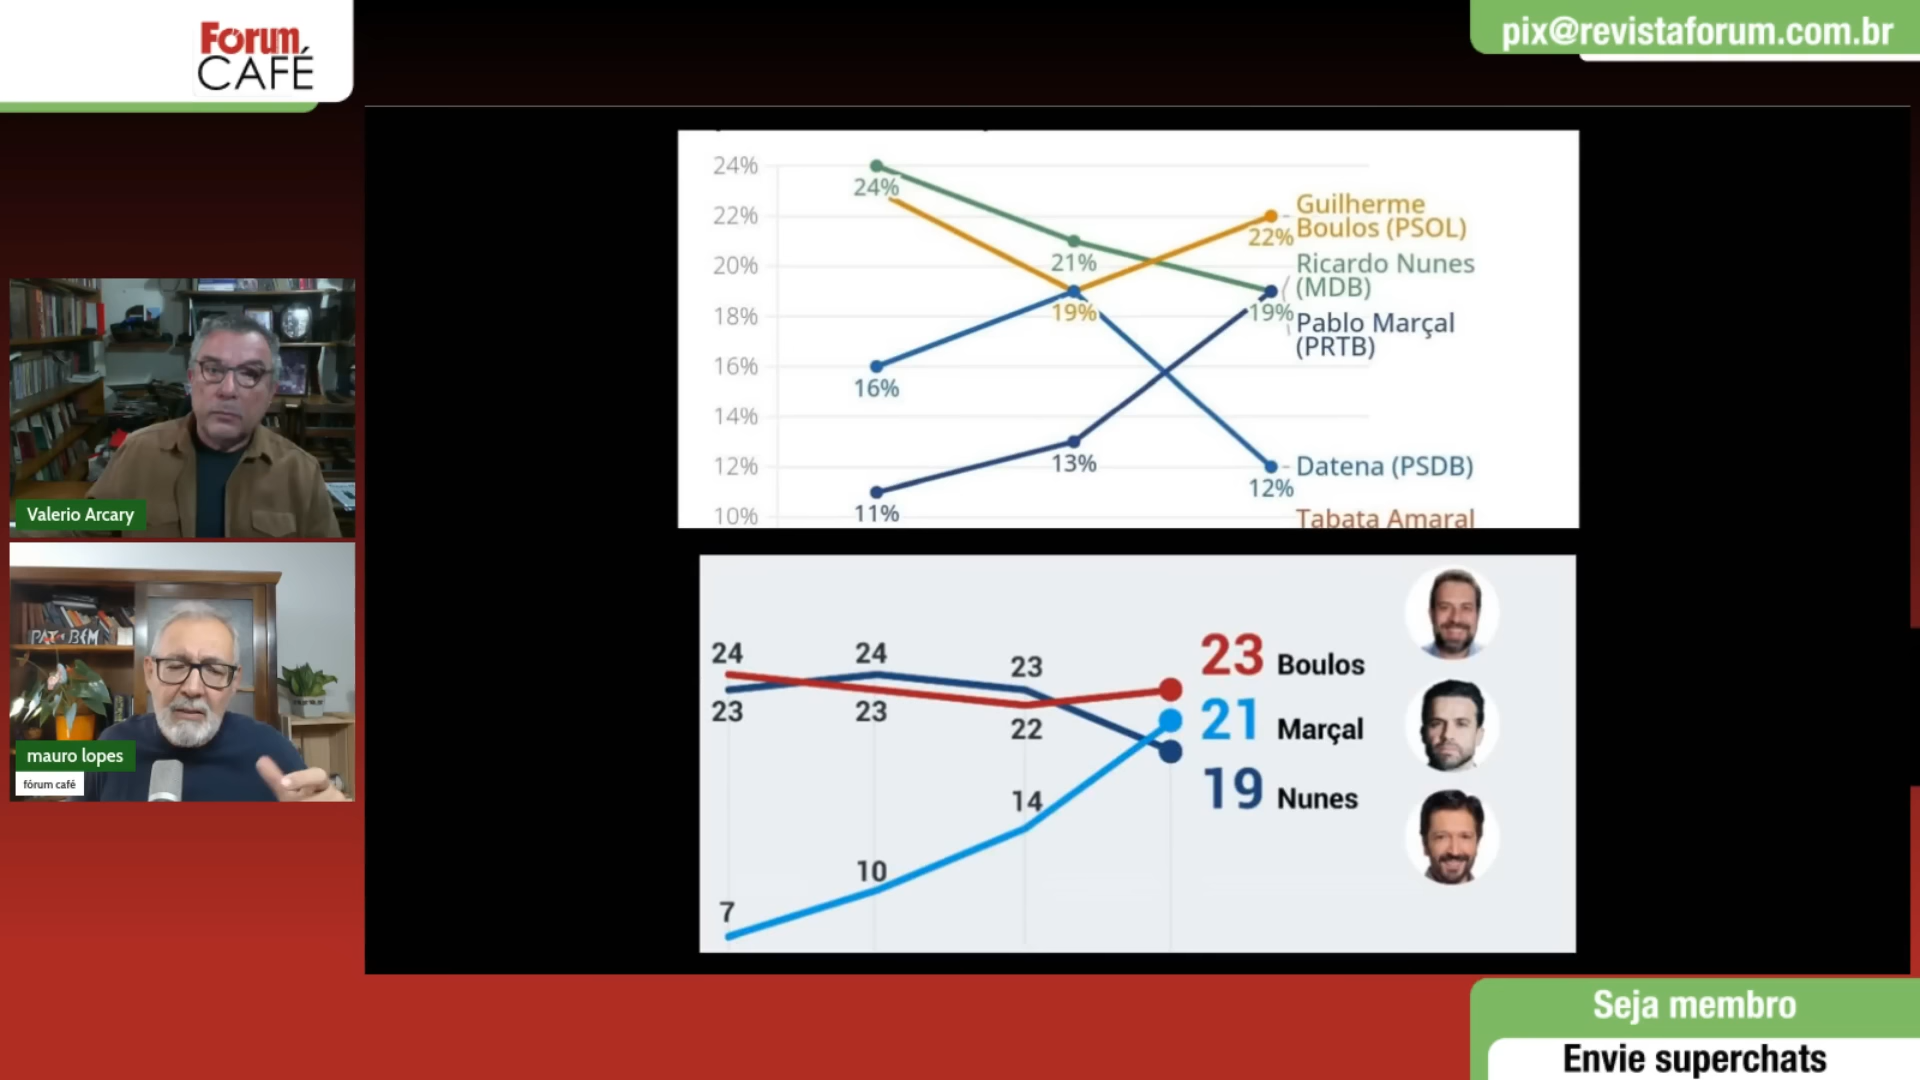 Fórum
CAFÉ
pix@revistaforum.com.br
24%
22%
20%
18%
16%
14%
12%
10%
24%
16%
11%
21%
19%
13%
22%
19%
12%
Guilherme
Boulos (PSOL)
Ricardo Nunes
(MDB)
Pablo Marçal
(PRTB)
Datena (PSDB)
Tabata Amaral
Valerio Arcary
mauro lopes
fórum café
24
24
23
23
23
22
14
10
7
23 Boulos
21 Marçal
19 Nunes
Seja membro
Envie superchats